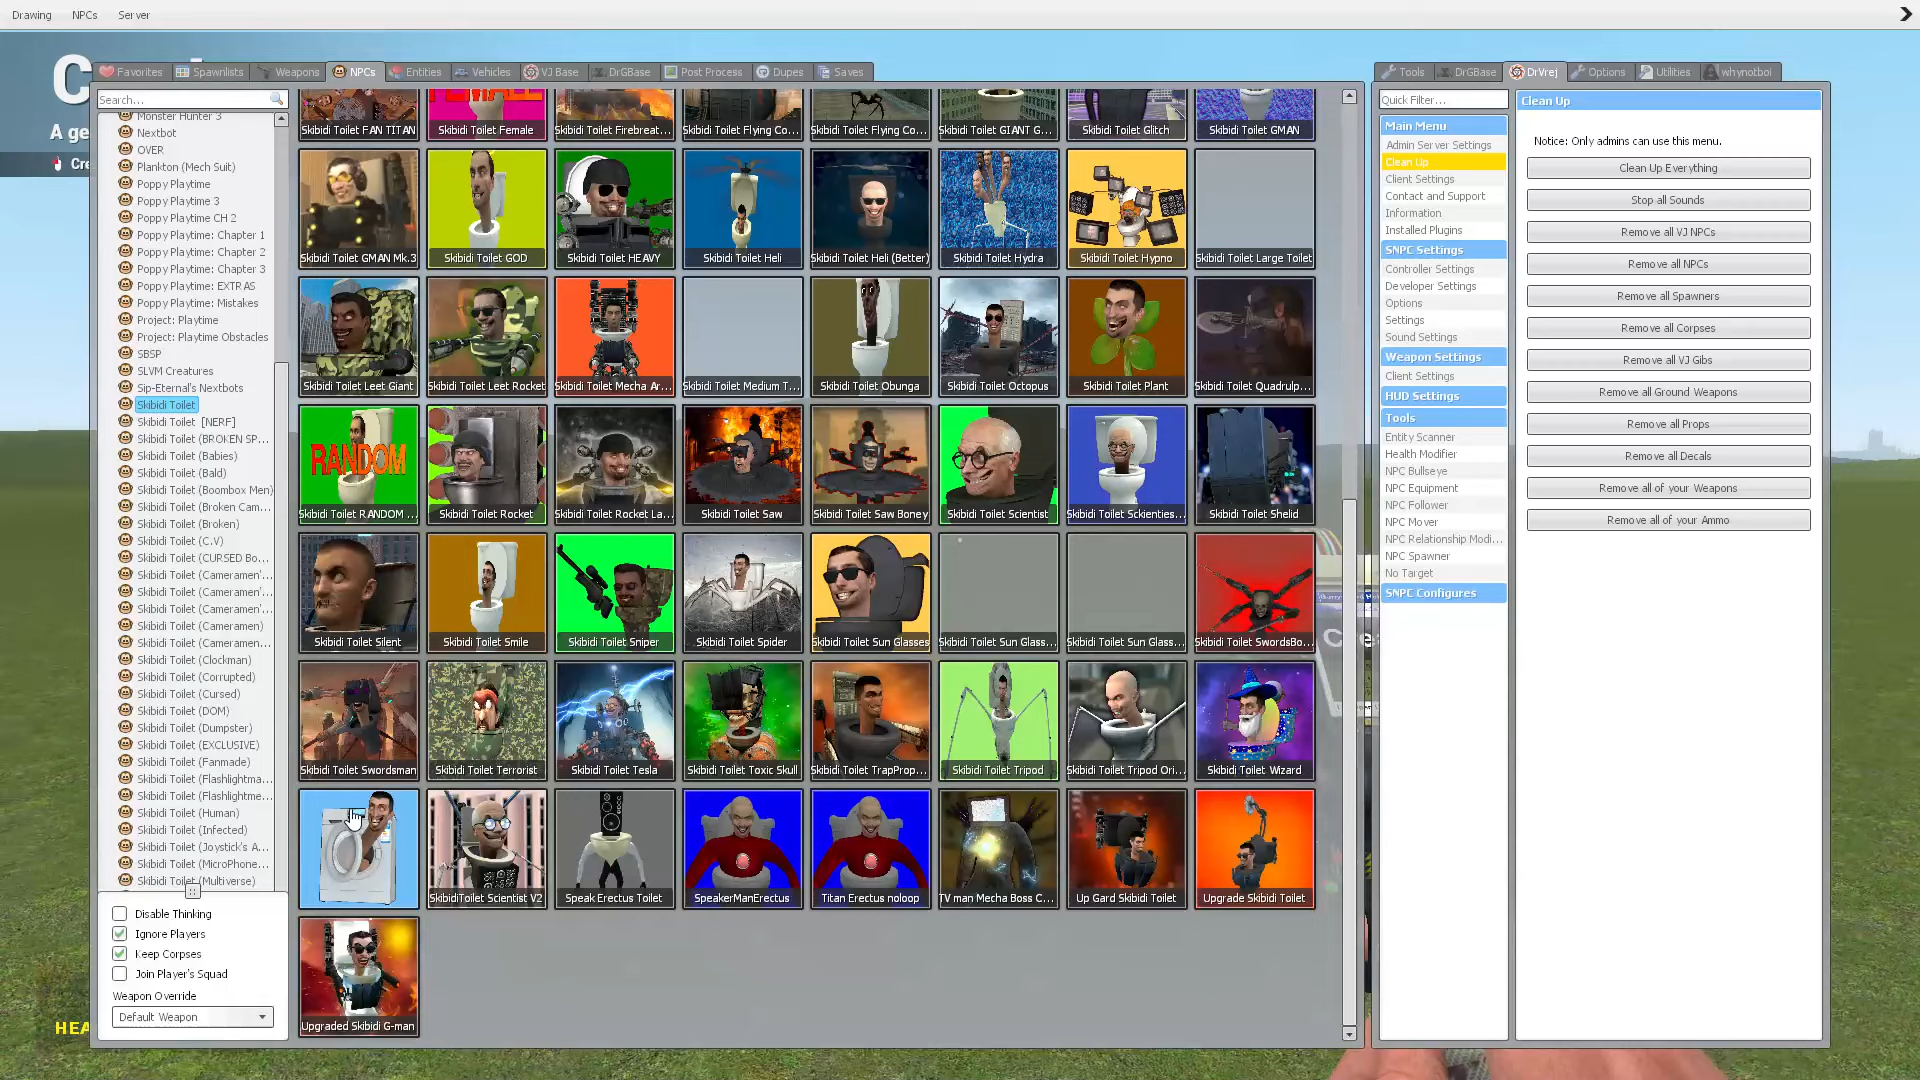 Drawing NPCs Server
C
A ge
Cre
HEA
Favorites Spawnlists Weapons NPCs Entities Vehicles VJ Base DrGBase Post Process Dupes Saves
Search...
Monster Hunter 3
Nextbot
OVER
Plankton (Mech Suit)
Poppy Playtime
Poppy Playtime 3
Poppy Playtime CH 2
Poppy Playtime: Chapter 1
Poppy Playtime: Chapter 2
Poppy Playtime: Chapter 3
Poppy Playtime: EXTRAS
Poppy Playtime: Mistakes
Project: Playtime
Project: Playtime Obstacles
SBSP
SLVM Creatures
Sip-Eternal's Nextbots
Skibidi Toilet
Skibidi Toilet [NERF]
Skibidi Toilet (BROKEN SP...
Skibidi Toilet (Babies)
Skibidi Toilet (Bald)
Skibidi Toilet (Boombox Men)
Skibidi Toilet (Broken Cam...
Skibidi Toilet (Broken)
Skibidi Toilet (C.V)
Skibidi Toilet (CURSED Bo...
Skibidi Toilet (Cameramen'...
Skibidi Toilet (Cameramen'...
Skibidi Toilet (Cameramen'...
Skibidi Toilet (Cameramen)
Skibidi Toilet (Cameramen...
Skibidi Toilet (Clockman)
Skibidi Toilet (Corrupted)
Skibidi Toilet (Cursed)
Skibidi Toilet (DOM)
Skibidi Toilet (Dumpster)
Skibidi Toilet (EXCLUSIVE)
Skibidi Toilet (Fanmade)
Skibidi Toilet (Flashlightma...
Skibidi Toilet (Flashlightme...
Skibidi Toilet (Human)
Skibidi Toilet (Infected)
Skibidi Toilet (Joystick's A...
Skibidi Toilet (MicroPhone...
Skibidi Toilet (Multiverse)
Disable Thinking
Ignore Players
Keep Corpses
Join Player's Squad
Weapon Override
Default Weapon
Skibidi Toilet FAN TITAN Skibidi Toilet Female Skibidi Toilet Firebreat... Skibidi Toilet Flying Co... Skibidi Toilet Flying Co... Skibidi Toilet GIANT G... Skibidi Toilet Glitch Skibidi Toilet GMAN
Skibidi Toilet GMAN Mk.3 Skibidi Toilet GOD Skibidi Toilet HEAVY Skibidi Toilet Heli Skibidi Toilet Heli (Better) Skibidi Toilet Hydra Skibidi Toilet Hypno Skibidi Toilet Large Toilet
Skibidi Toilet Leet Giant Skibidi Toilet Leet Rocket Skibidi Toilet Mecha Ar... Skibidi Toilet Medium T... Skibidi Toilet Obunga Skibidi Toilet Octopus Skibidi Toilet Plant Skibidi Toilet Quadrulp...
RANDOM
Skibidi Toilet RANDOM ... Skibidi Toilet Rocket Skibidi Toilet Rocket La... Skibidi Toilet Saw Skibidi Toilet Saw Boney Skibidi Toilet Scientist Skibidi Toilet Sckienties... Skibidi Toilet Shelid
Skibidi Toilet Silent Skibidi Toilet Smile Skibidi Toilet Sniper Skibidi Toilet Spider Skibidi Toilet Sun Glasses Skibidi Toilet Sun Glass... Skibidi Toilet Sun Glass... Skibidi Toilet SwordsBo...
Skibidi Toilet Swordsman Skibidi Toilet Terrorist Skibidi Toilet Tesla Skibidi Toilet Toxic Skull Skibidi Toilet TrapProp... Skibidi Toilet Tripod Skibidi Toilet Tripod Ori... Skibidi Toilet Wizard
SkibidiToilet Scientist V2 Speak Erectus Toilet SpeakerManErectus Titan Erectus noloop TV man Mecha Boss C... Up Gard Skibidi Toilet Upgrade Skibidi Toilet
Upgraded Skibidi G-man
Tools DrGBase DrVrej Options Utilities whynotboi
Quick Filter...
Main Menu
Admin Server Settings
Clean Up
Client Settings
Contact and Support
Information
Installed Plugins
SNPC Settings
Controller Settings
Developer Settings
Options
Settings
Sound Settings
Weapon Settings
Client Settings
HUD Settings
Tools
Entity Scanner
Health Modifier
NPC Bullseye
NPC Equipment
NPC Follower
NPC Mover
NPC Relationship Modi...
NPC Spawner
No Target
SNPC Configures
Clean Up
Notice: Only admins can use this menu.
Clean Up Everything
Stop all Sounds
Remove all VJ NPCs
Remove all NPCs
Remove all Spawners
Remove all Corpses
Remove all VJ Gibs
Remove all Ground Weapons
Remove all Props
Remove all Decals
Remove all of your Weapons
Remove all of your Ammo